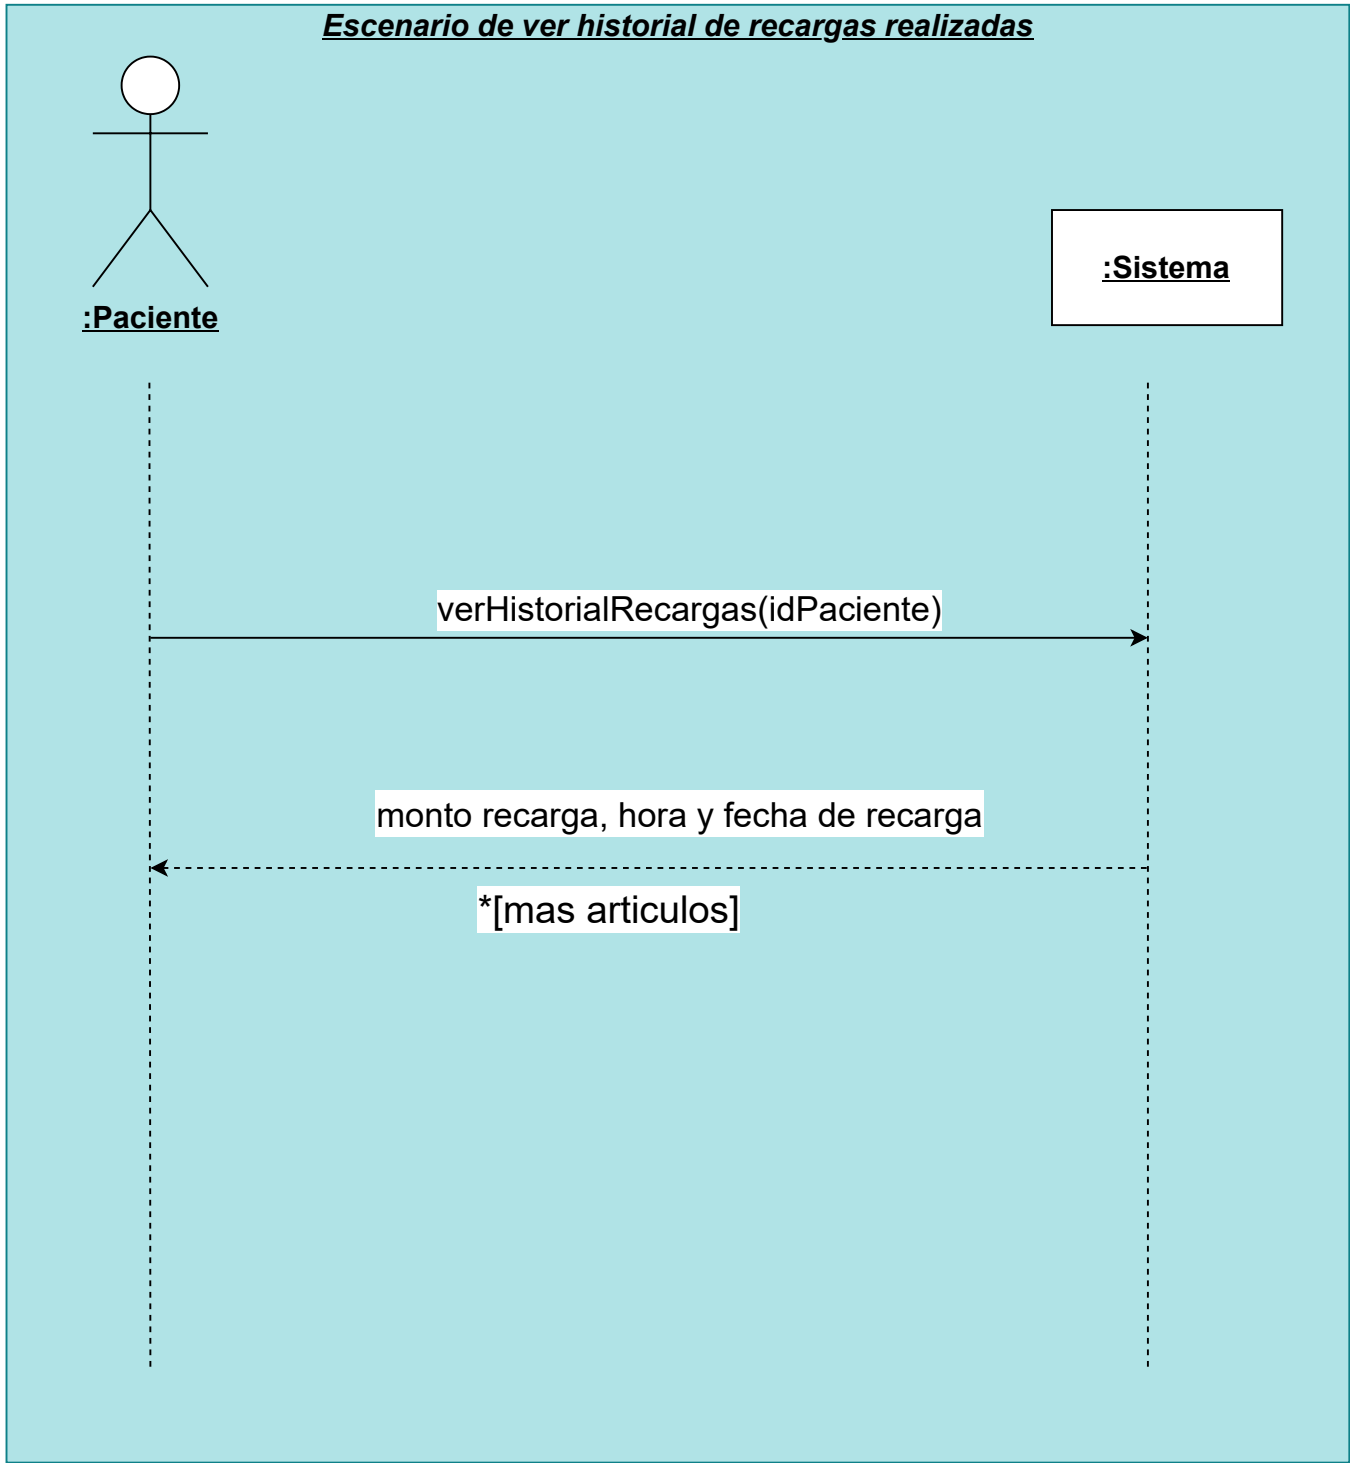 Escenario de ver historial de recargas realizadas
:Sistema
:Paciente
verHistorialRecargas(idPaciente)
monto recarga, hora y fecha de recarga
*[mas articulos]